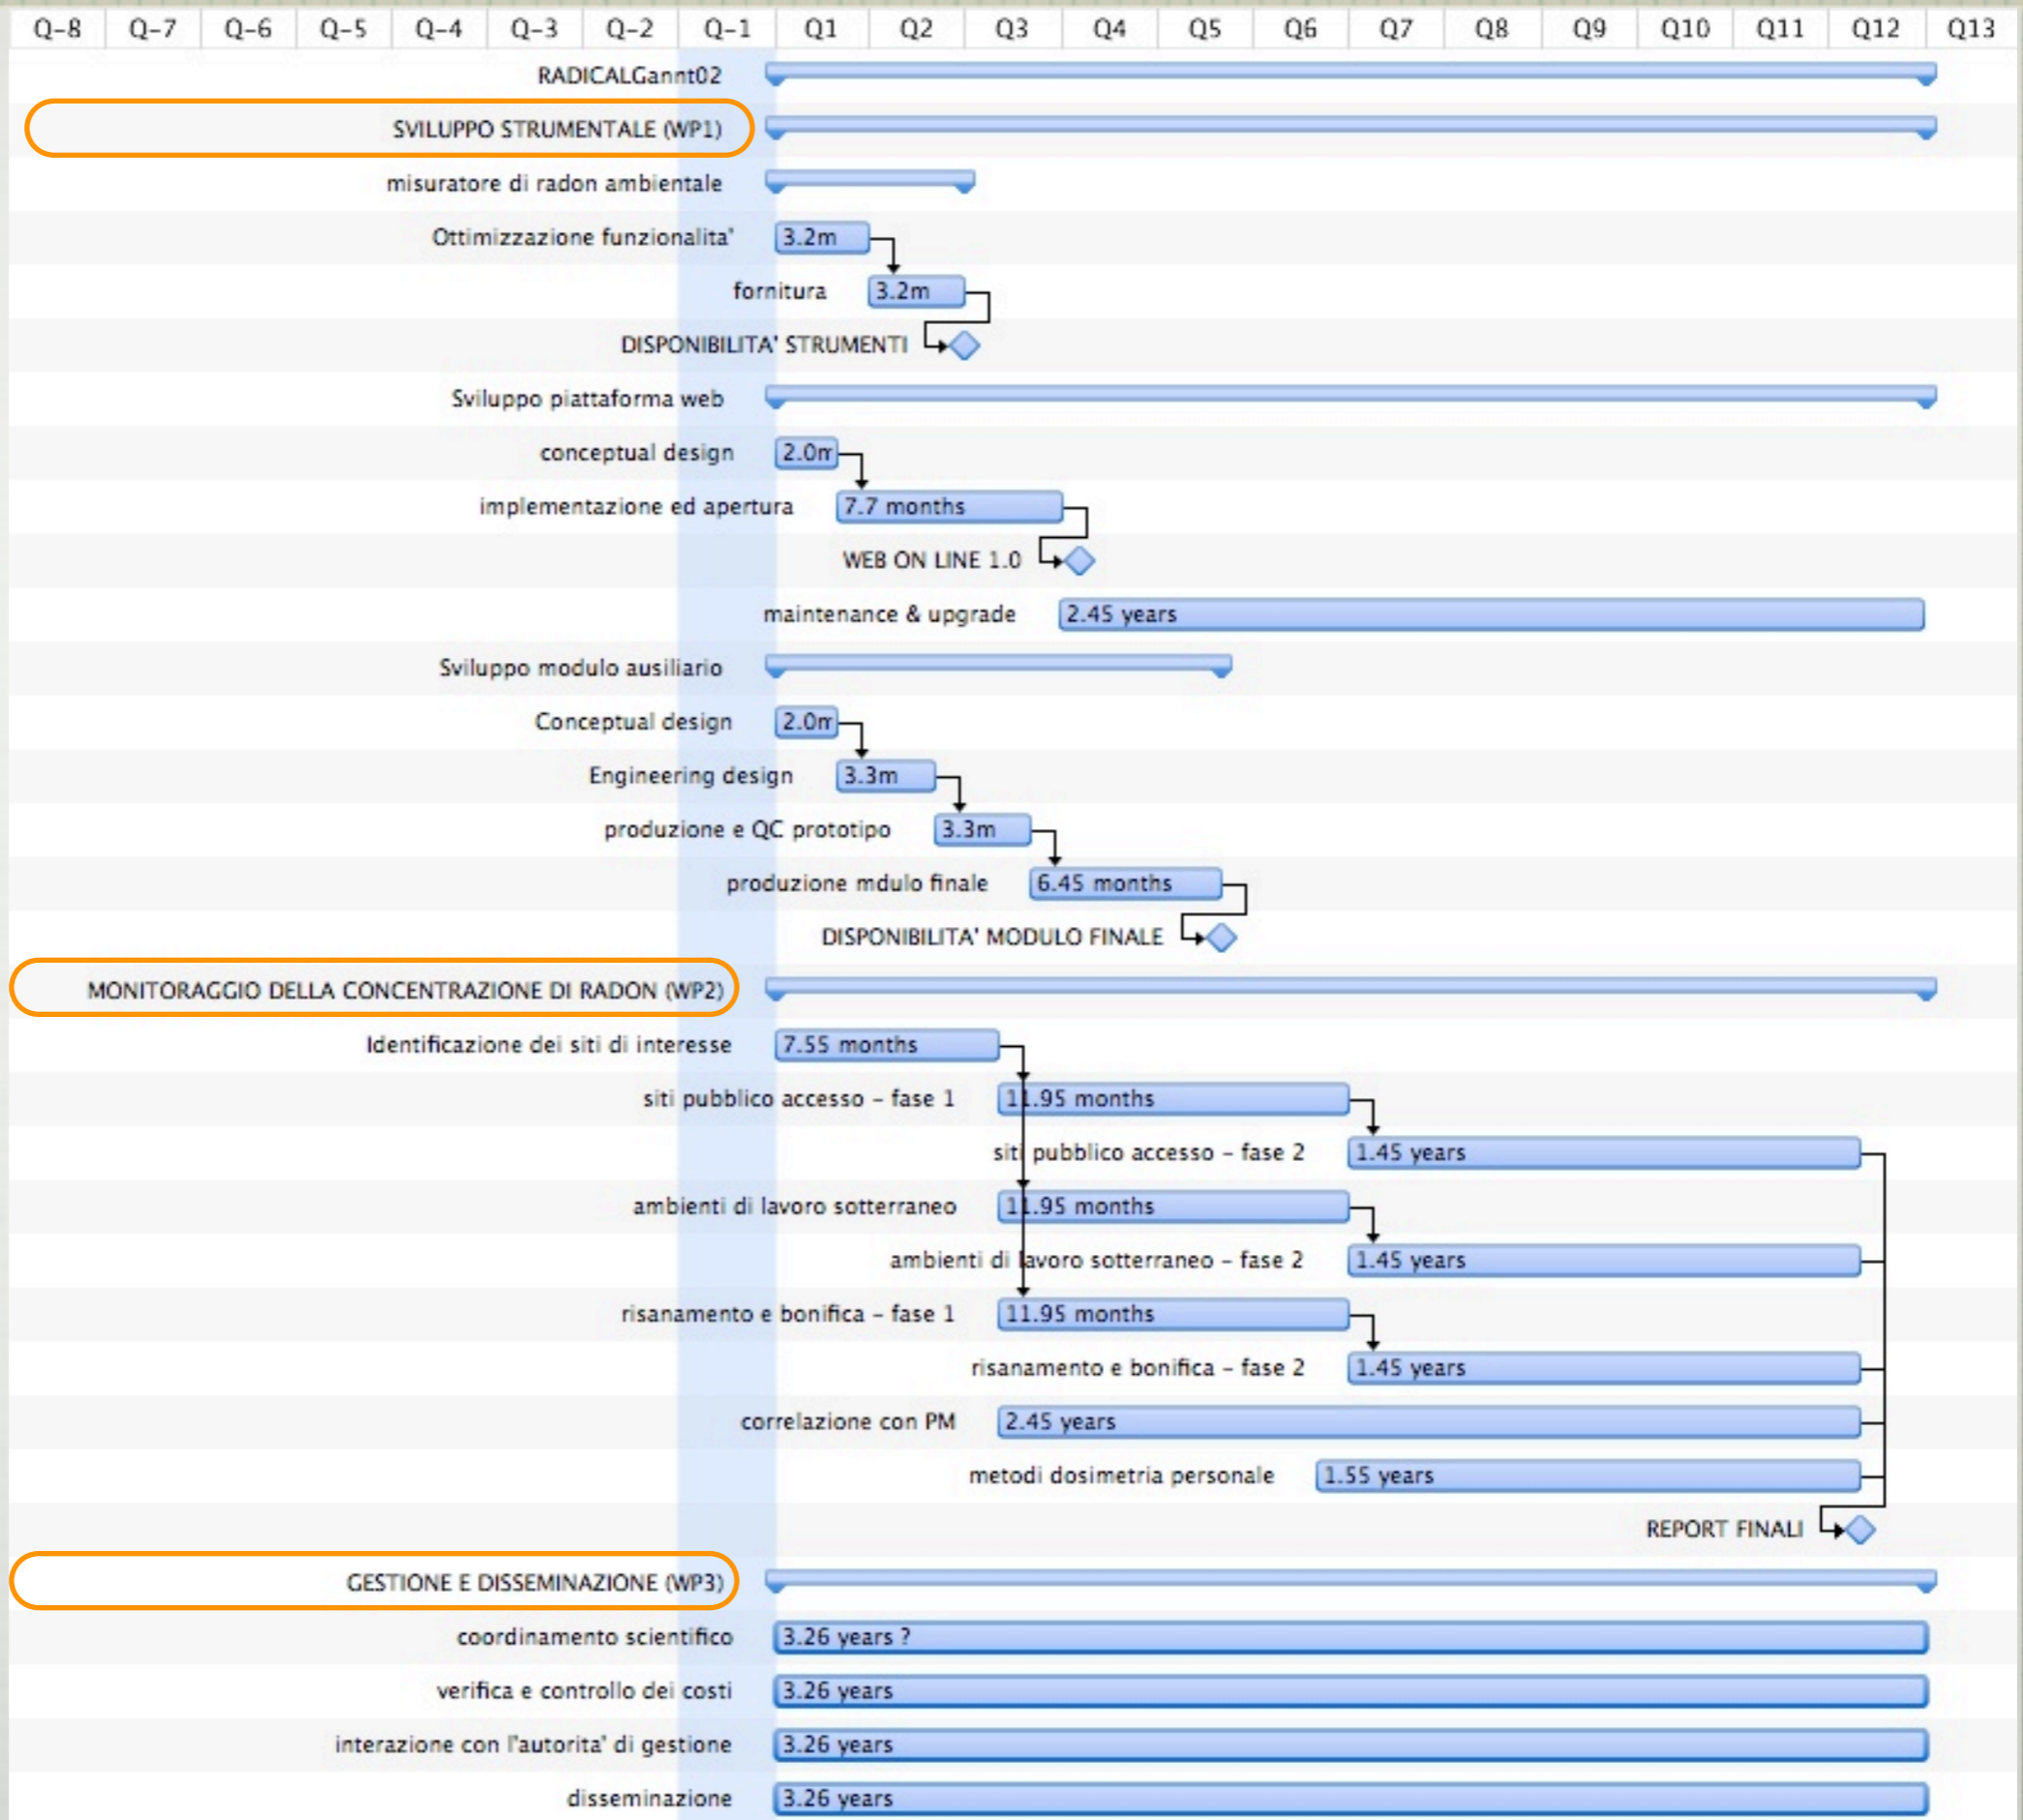 Q-8 Q-7 Q-6 Q-5 Q-4 Q-3 Q-2 Q-1 Q1 Q2 Q3 Q4 Q5 Q6 Q7 Q8 Q9 Q10 Q11 Q12 Q13
RADICALGannt02
SVILUPPO STRUMENTALE (WP1)
misuratore di radon ambientale
Ottimizzazione funzionalita' 3.2m
fornitura 3.2m
DISPONIBILITA' STRUMENTI
Sviluppo piattaforma web
conceptual design 2.0m
implementazione ed apertura 7.7 months
WEB ON LINE 1.0
maintenance & upgrade 2.45 years
Sviluppo modulo ausiliario
Conceptual design 2.0m
Engineering design 3.3m
produzione e QC prototipo 3.3m
produzione mdulo finale 6.45 months
DISPONIBILITA' MODULO FINALE
MONITORAGGIO DELLA CONCENTRAZIONE DI RADON (WP2)
Identificazione dei siti di interesse 7.55 months
siti pubblico accesso – fase 1 11.95 months
siti pubblico accesso – fase 2 1.45 years
ambienti di lavoro sotterraneo 11.95 months
ambienti di lavoro sotterraneo – fase 2 1.45 years
risanamento e bonifica – fase 1 11.95 months
risanamento e bonifica – fase 2 1.45 years
correlazione con PM 2.45 years
metodi dosimetria personale 1.55 years
REPORT FINALI
GESTIONE E DISSEMINAZIONE (WP3)
coordinamento scientifico 3.26 years ?
verifica e controllo dei costi 3.26 years
interazione con l'autorita' di gestione 3.26 years
disseminazione 3.26 years